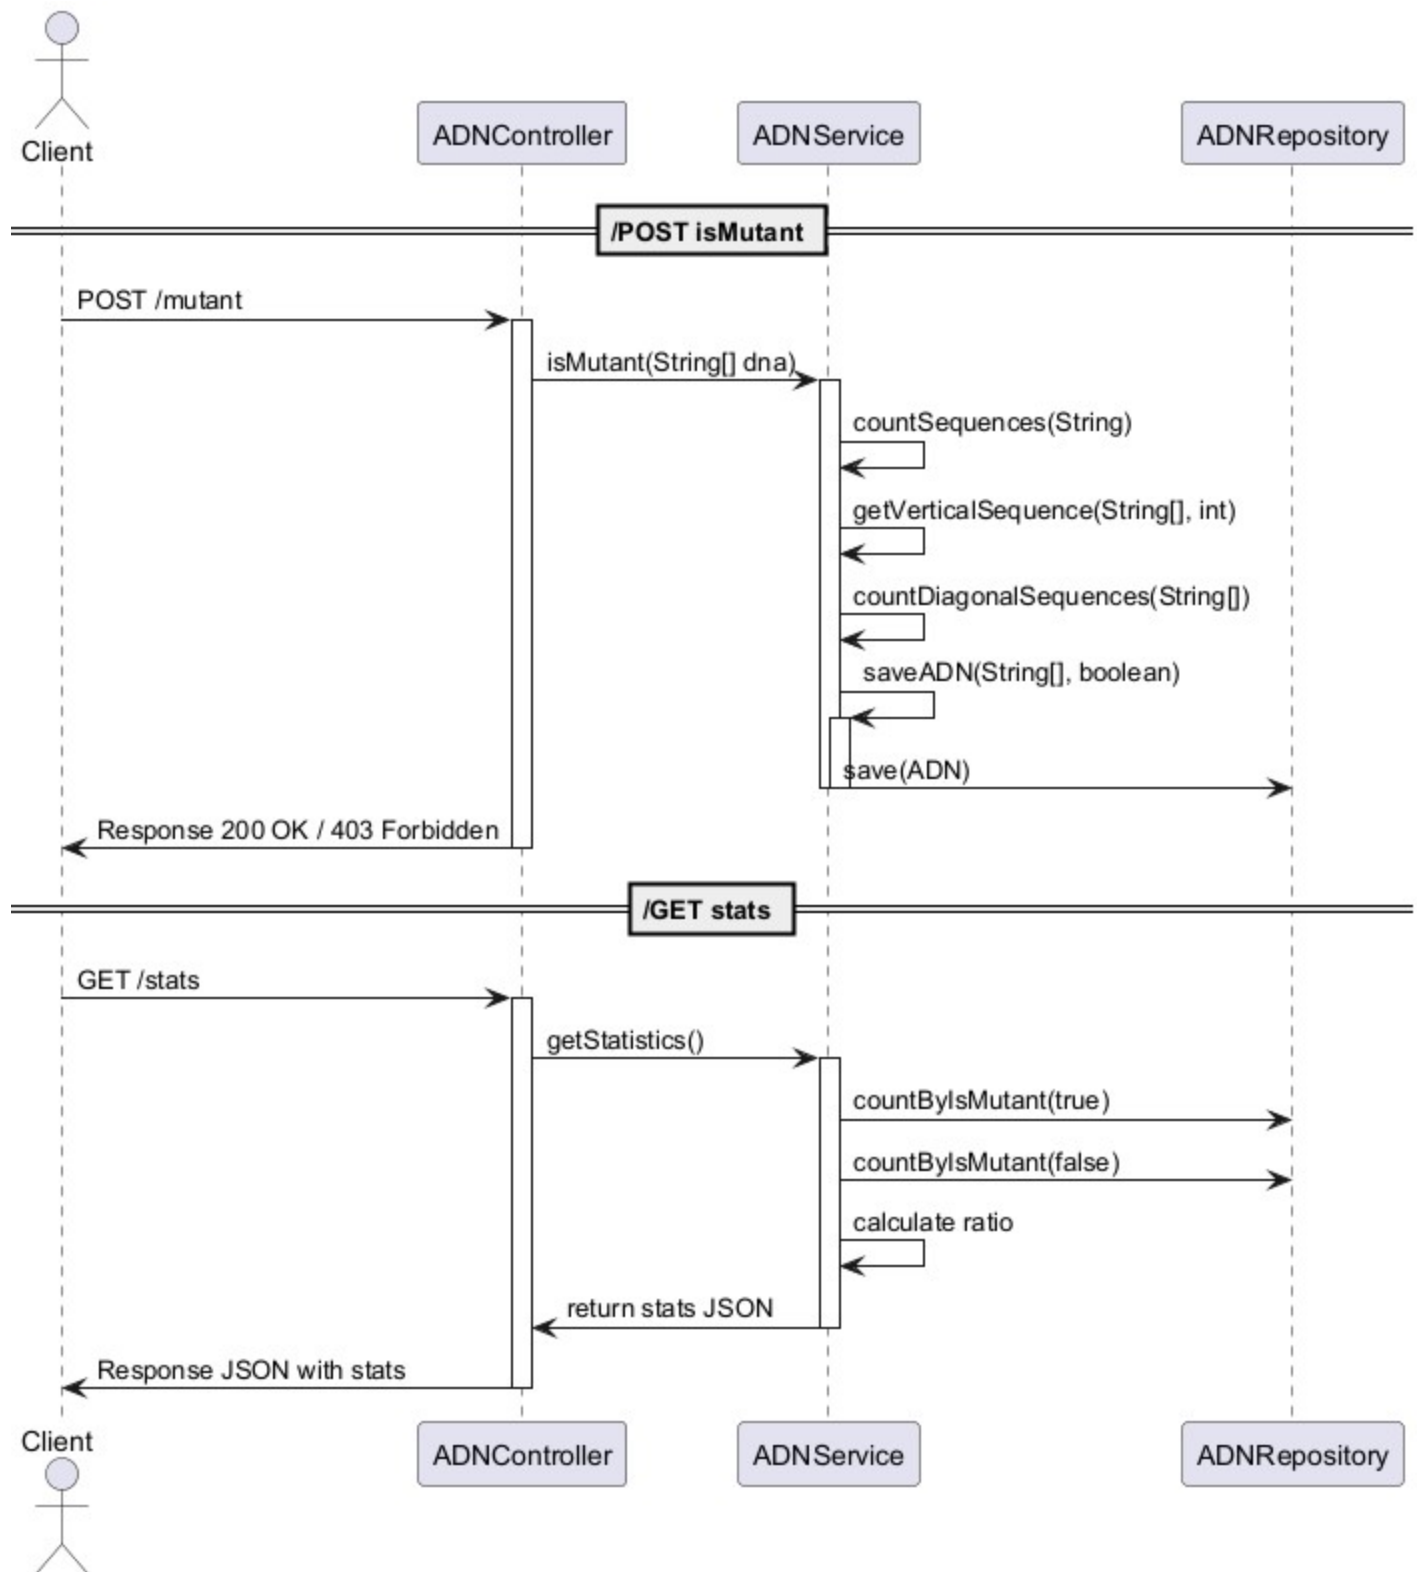 Client
ADNController
ADNService
ADNRepository
/POST isMutant
POST /mutant
isMutant(String[] dna)
countSequences(String)
getVerticalSequence(String[], int)
countDiagonalSequences(String[])
saveADN(String[], boolean)
save(ADN)
Response 200 OK / 403 Forbidden
/GET stats
GET /stats
getStatistics()
countByIsMutant(true)
countByIsMutant(false)
calculate ratio
return stats JSON
Response JSON with stats
Client
ADNController
ADNService
ADNRepository